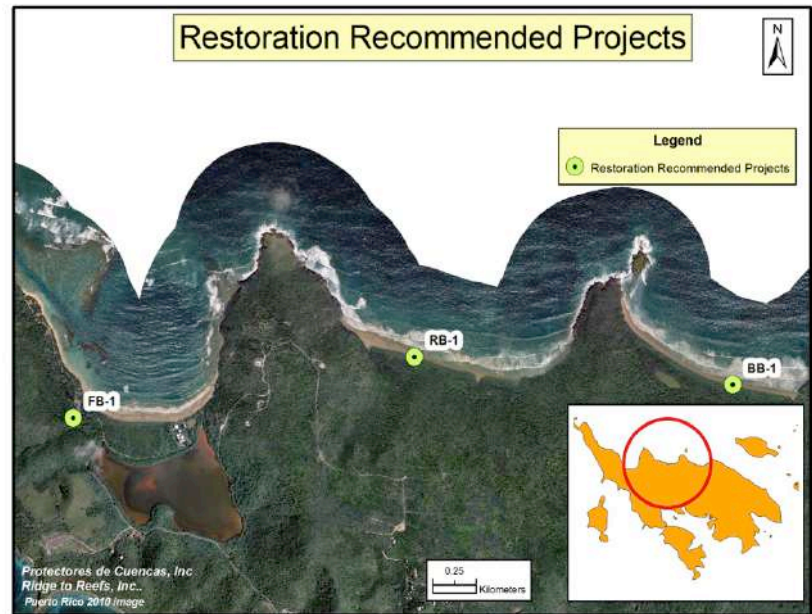 Restoration Recommended Projects
N
Legend
Restoration Recommended Projects
RB-1
BB-1
FB-1
0.25
Kilometers
Protectores de Cuencas, Inc
Ridge to Reefs, Inc..
Puerto Rico 2010 image